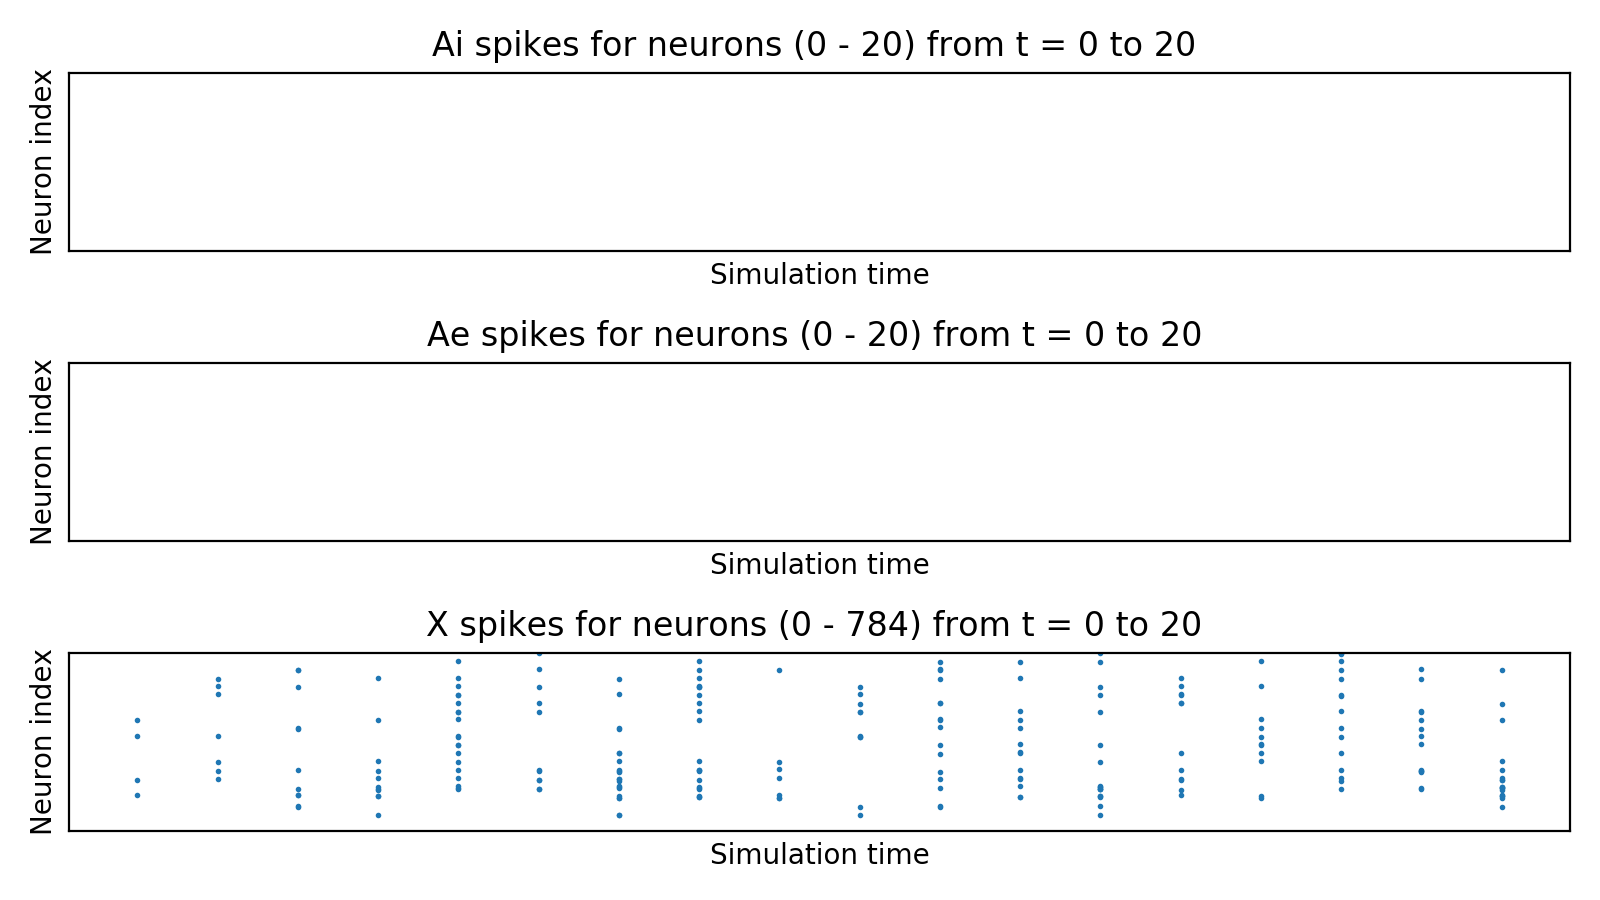 Ai spikes for neurons (0 - 20) from t = 0 to 20
Neuron index
Simulation time
Ae spikes for neurons (0 - 20) from t = 0 to 20
Neuron index
Simulation time
X spikes for neurons (0 - 784) from t = 0 to 20
Neuron index
Simulation time